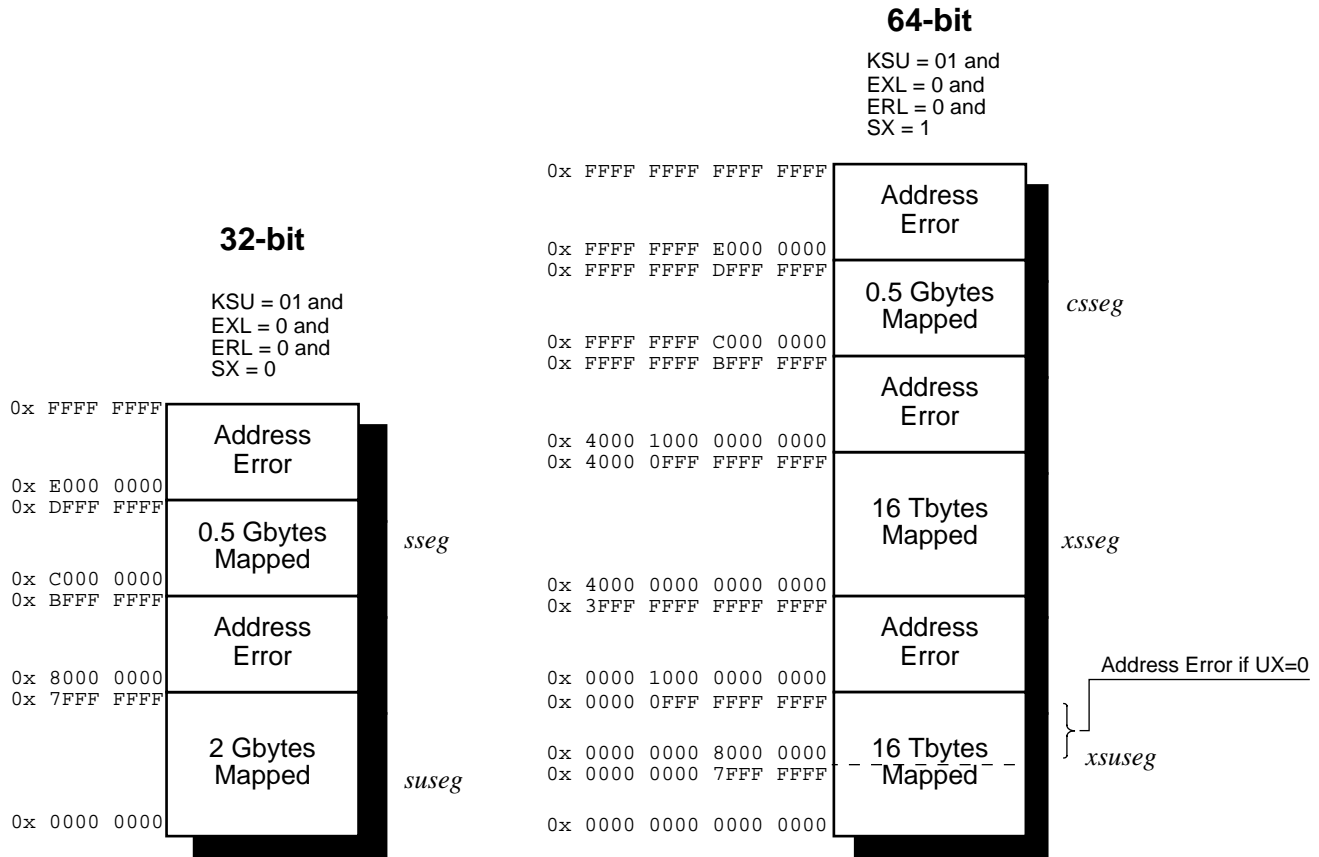 32-bit
KSU = 01 and
EXL = 0 and
ERL = 0 and
SX = 0
0x FFFF FFFF
Address
Error
0x E000 0000
0x DFFF FFFF
0.5 Gbytes
Mapped
sseg
0x C000 0000
0x BFFF FFFF
Address
Error
0x 8000 0000
0x 7FFF FFFF
2 Gbytes
Mapped
suseg
0x 0000 0000
64-bit
KSU = 01 and
EXL = 0 and
ERL = 0 and
SX = 1
0x FFFF FFFF FFFF FFFF
Address
Error
0x FFFF FFFF E000 0000
0x FFFF FFFF DFFF FFFF
0.5 Gbytes
Mapped
csseg
0x FFFF FFFF C000 0000
0x FFFF FFFF BFFF FFFF
Address
Error
0x 4000 1000 0000 0000
0x 4000 0FFF FFFF FFFF
16 Tbytes
Mapped
xsseg
0x 4000 0000 0000 0000
0x 3FFF FFFF FFFF FFFF
Address
Error
Address Error if UX=0
0x 0000 1000 0000 0000
0x 0000 0FFF FFFF FFFF
0x 0000 0000 8000 0000
0x 0000 0000 7FFF FFFF
16 Tbytes
Mapped
xsuseg
0x 0000 0000 0000 0000